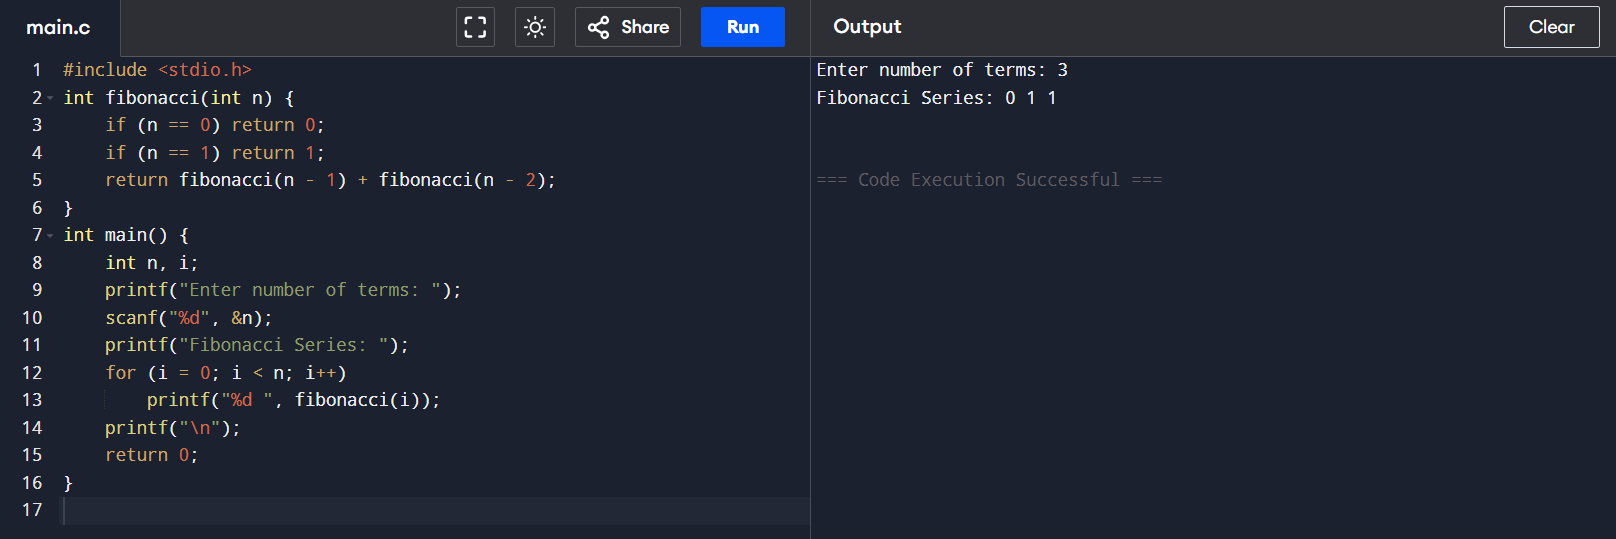 main.c
Share
Run
Output
Clear
1 #include <stdio.h>
2 int fibonacci(int n) {
3     if (n == 0) return 0;
4     if (n == 1) return 1;
5     return fibonacci(n - 1) + fibonacci(n - 2);
6 }
7 int main() {
8     int n, i;
9     printf("Enter number of terms: ");
10     scanf("%d", &n);
11     printf("Fibonacci Series: ");
12     for (i = 0; i < n; i++)
13         printf("%d ", fibonacci(i));
14     printf("\n");
15     return 0;
16 }
17
Enter number of terms: 3
Fibonacci Series: 0 1 1
=== Code Execution Successful ===